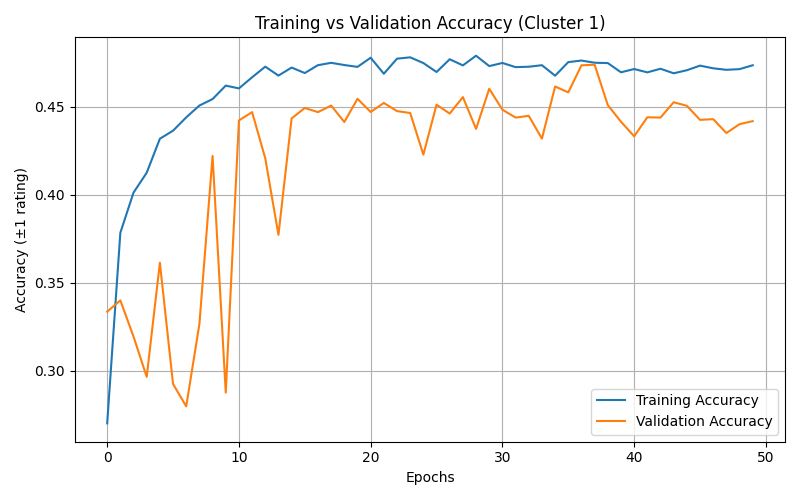 Training vs Validation Accuracy (Cluster 1)
Accuracy (±1 rating)
0.45
0.40
0.35
0.30
0
10
20
30
40
50
Epochs
Training Accuracy
Validation Accuracy